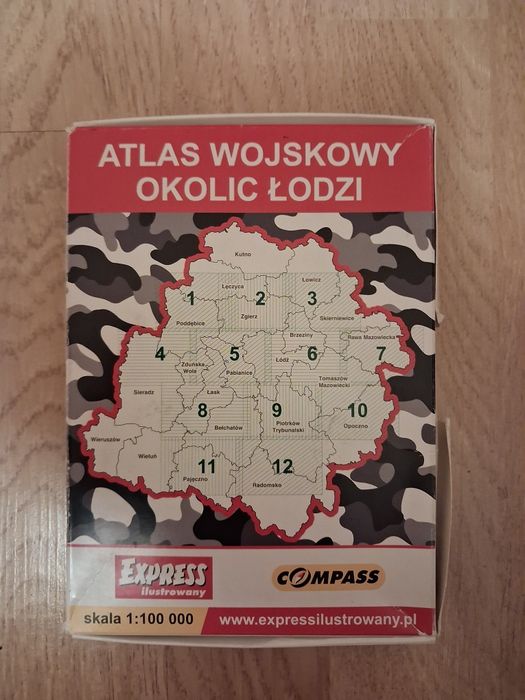 ATLAS WOJSKOWY
OKOLIC ŁODZI
Kutno
Łęczyca
Łowicz
1
2
3
Poddębice
Zgierz
Skierniewice
Brzeziny
Rawa Mazowiecka
4
5
6
7
Zduńska
Wola
Pabianice
Łódź
Tomaszów
Mazowiecki
Sieradz
Łask
8
9
10
Bełchatów
Piotrków
Trybunalski
Opoczno
Wieruszów
Wieluń
11
12
Pajęczno
Radomsko
EXPRESS
ilustrowany
COMPASS
skala 1:100 000
www.expressilustrowany.pl